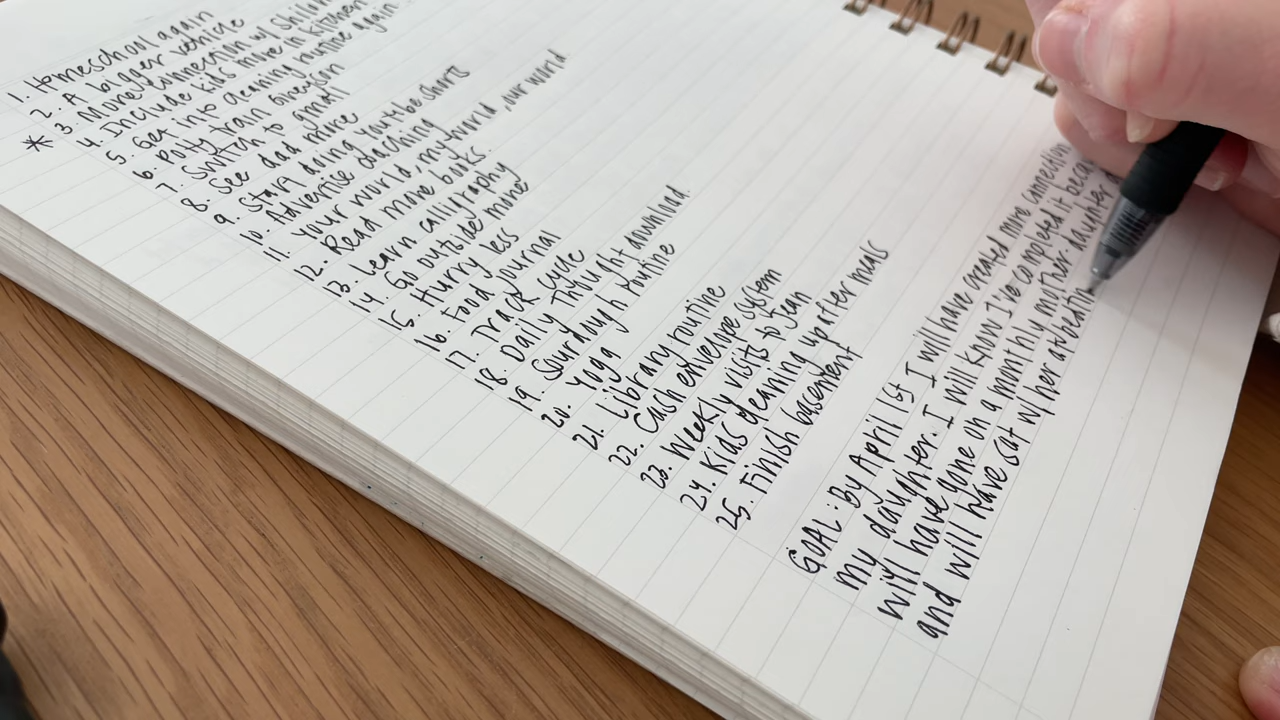 1. Homeschool again
2. A bigger vehicle
* 3. More connection w/ Shiloh
4. Include kids more in kitchen
5. Get into cleaning routine again
6. Potty train Greyson
7. Switch to gmail
8. See dad more
9. Start doing youtube shorts
10. Advertise coaching
11. Your world, my world, our world
12. Read more books.
13. Learn calligraphy
14. Go outside more
15. Hurry less
16. Food journal
17. Track cycle
18. Daily thought download.
19. Sourdough routine
20. Yoga
21. Library routine
22. Cash envelope system
23. Weekly visits to Jean
24. Kids cleaning up after meals
25. Finish basement
GOAL: By April 1st I will have created more connection
my daughter. I will know I've completed it becau
will have gone on a monthly mother daughter
and will have sat w/ her atleast